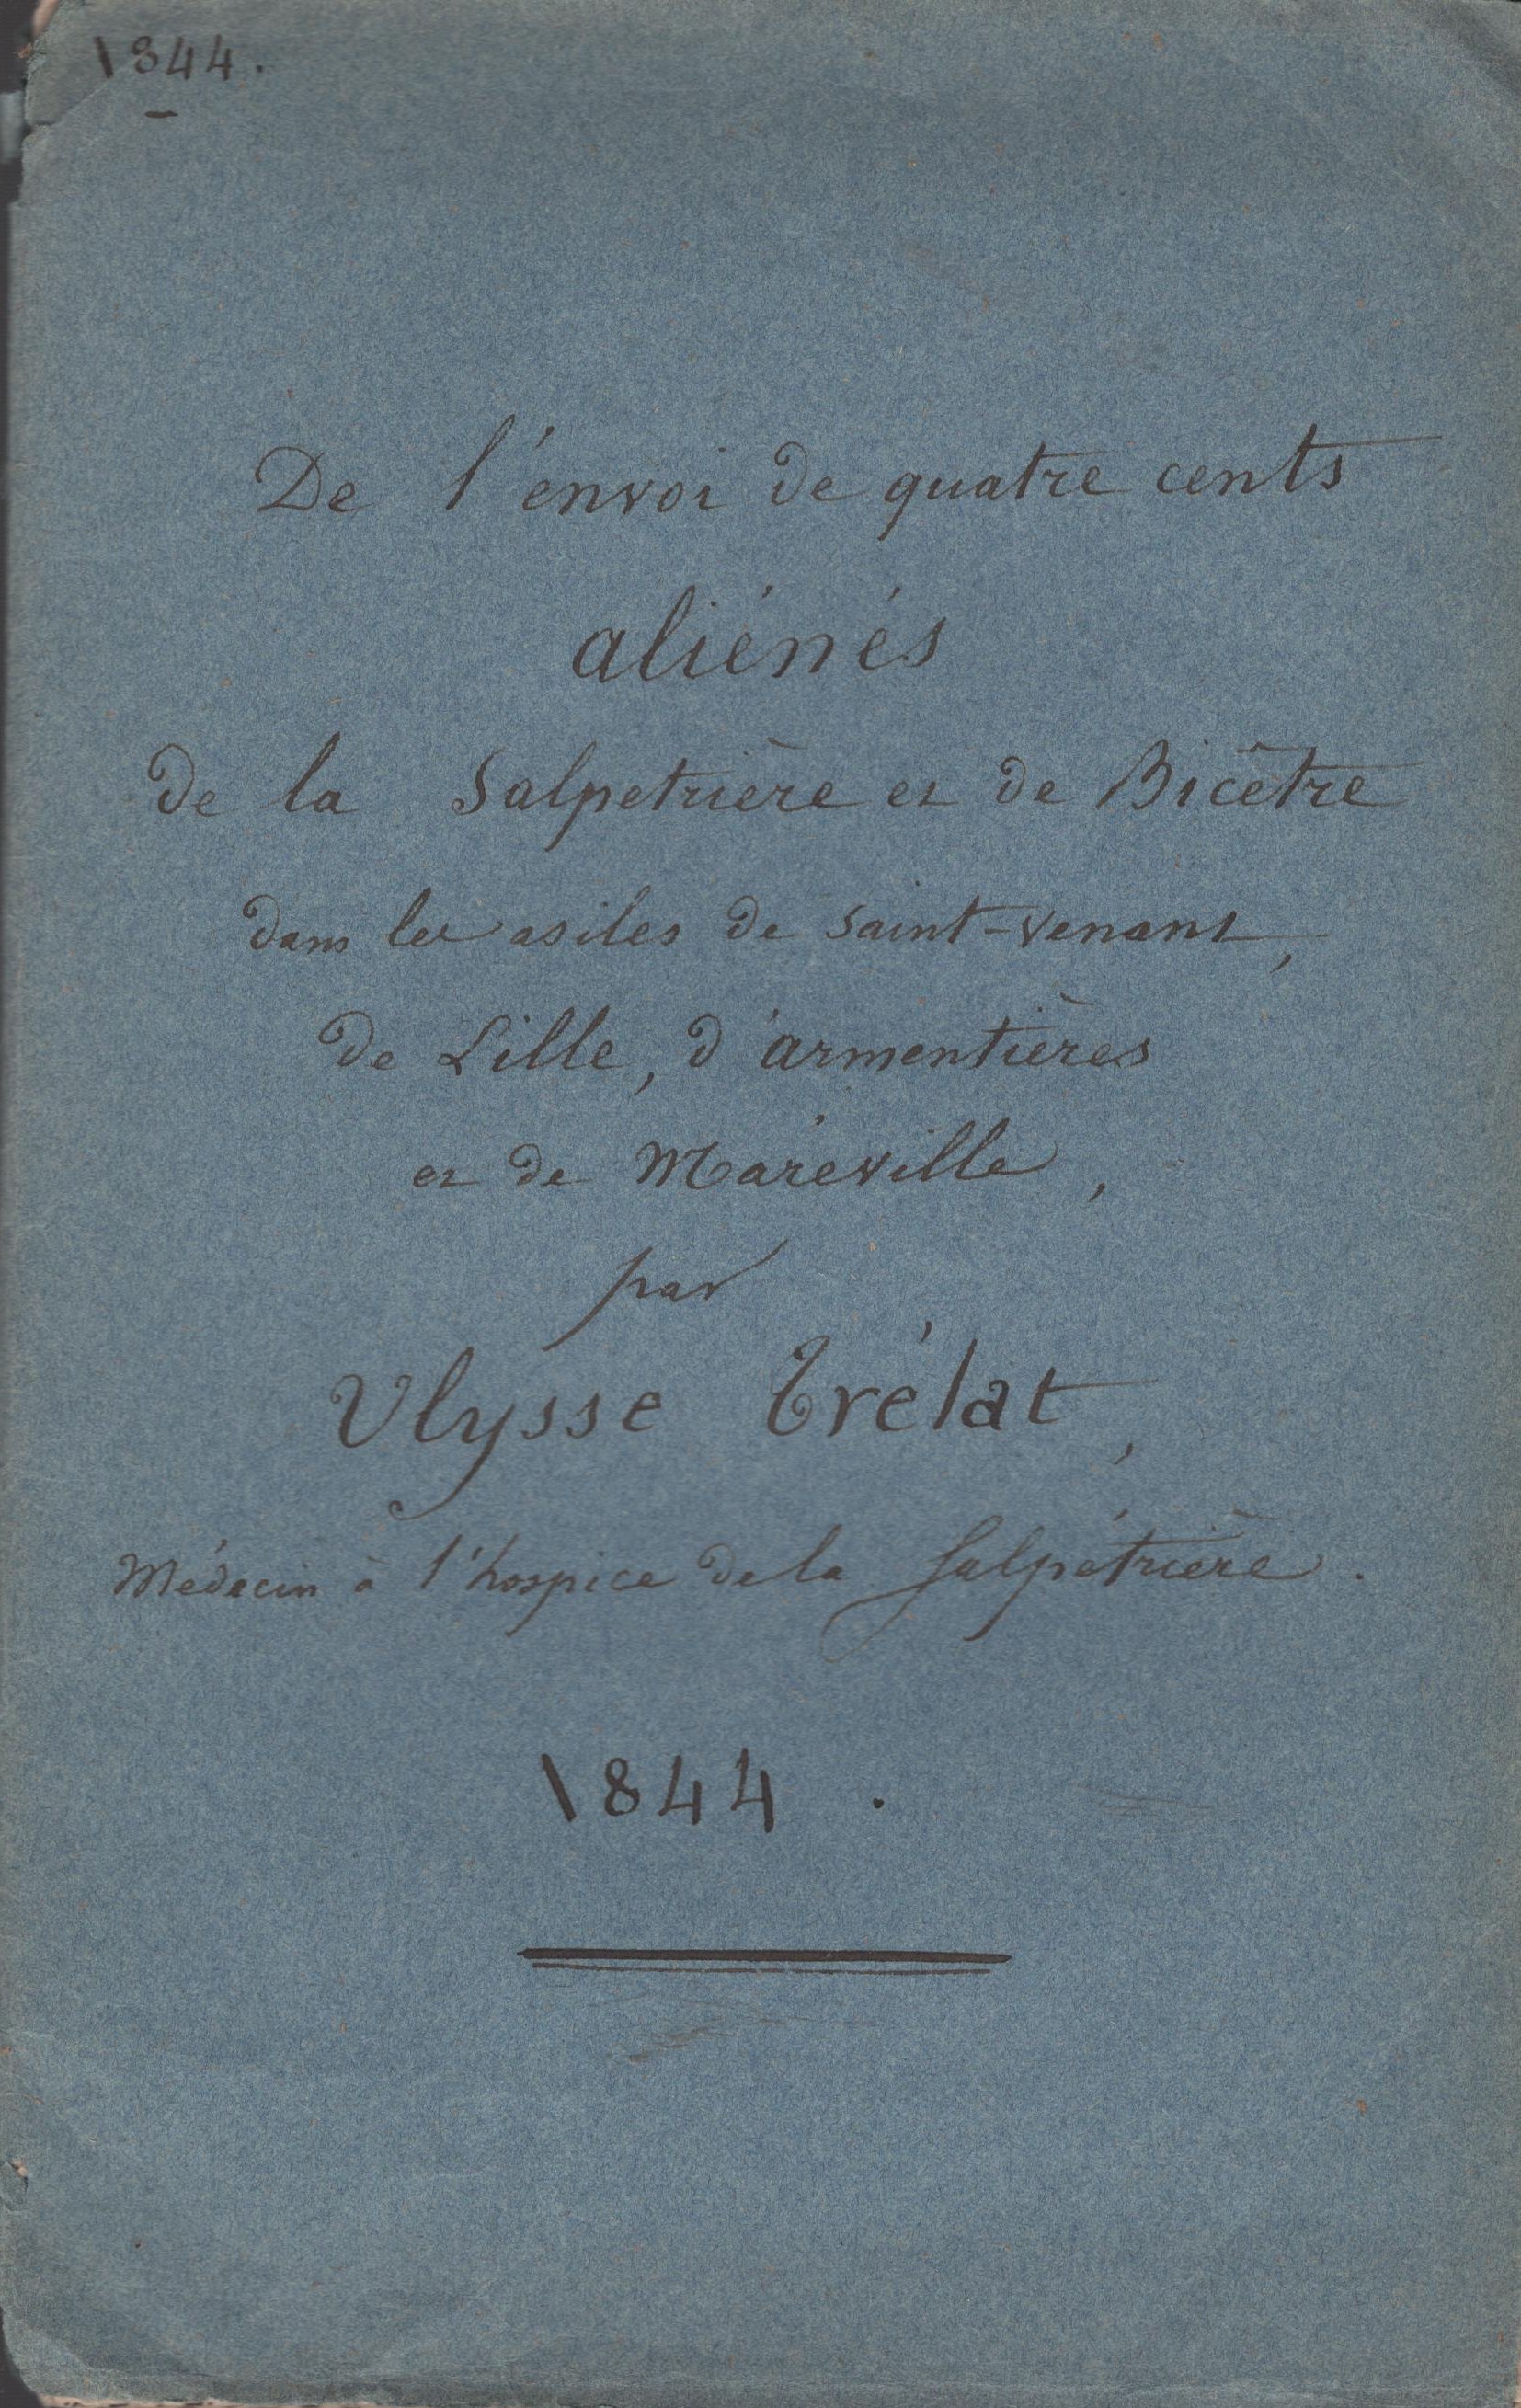 1844.
De l'envoi de quatre cents
aliénés
de la Salpetrière et de Bicêtre
dans les asiles de Saint-Venant,
de Lille, d'armentières
et de Maréville,
par
Ulysse Trélat,
Médecin à l'hospice de la Salpétrière.
1844.